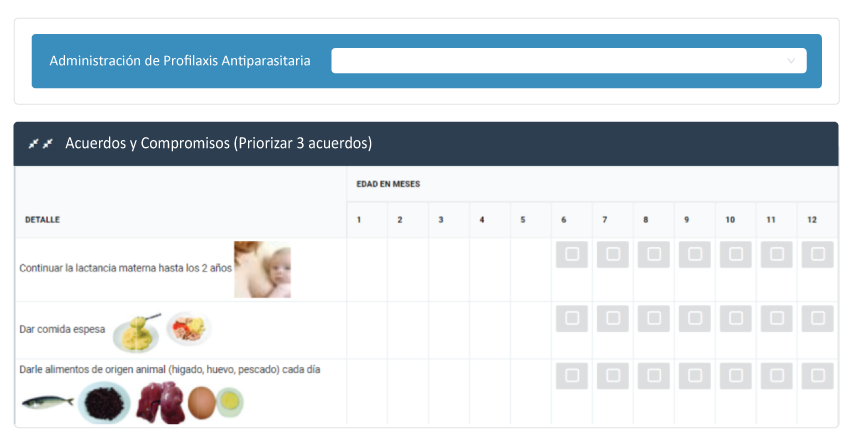 Administración de Profilaxis Antiparasitaria
Acuerdos y Compromisos (Priorizar 3 acuerdos)
EDAD EN MESES
DETALLE 1 2 3 4 5 6 7 8 9 10 11 12
Continuar la lactancia materna hasta los 2 años
Dar comida espesa
Darle alimentos de origen animal (higado, huevo, pescado) cada día